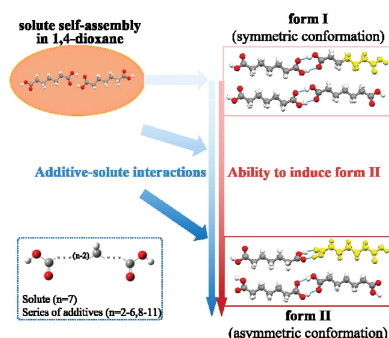 solute self-assembly
in 1,4-dioxane
form I
(symmetric conformation)
Additive-solute interactions
Ability to induce form II
(n-2)
Solute (n=7)
Series of additives (n=2-6,8-11)
form II
(asymmetric conformation)